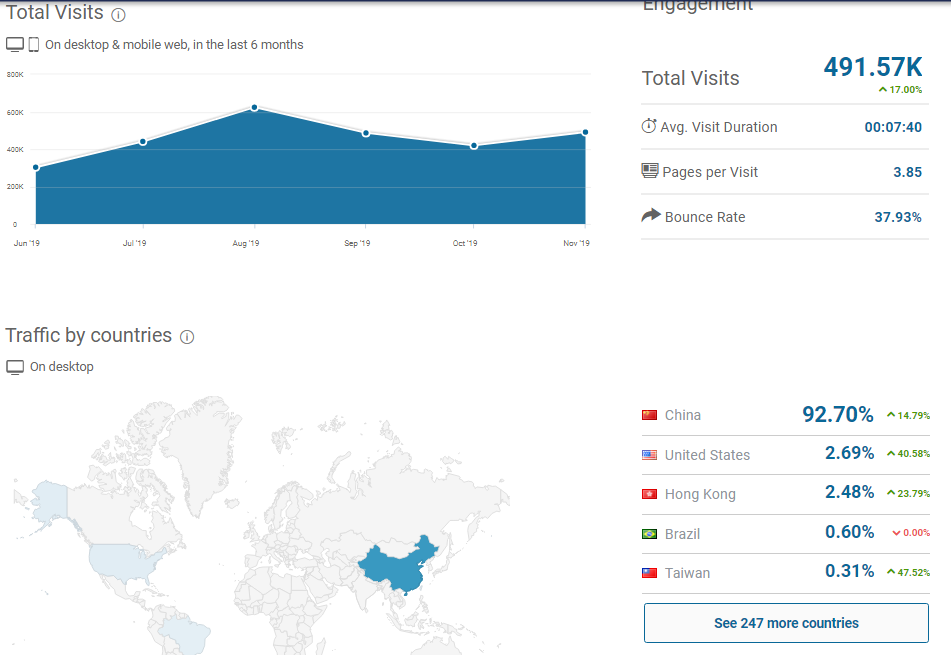 Total Visits
On desktop & mobile web, in the last 6 months
800K
600K
400K
200K
0
Jun '19
Jul '19
Aug '19
Sep '19
Oct '19
Nov '19
Engagement
Total Visits 491.57K
17.00%
Avg. Visit Duration 00:07:40
Pages per Visit 3.85
Bounce Rate 37.93%
Traffic by countries
On desktop
China 92.70% 14.79%
United States 2.69% 40.58%
Hong Kong 2.48% 23.79%
Brazil 0.60% 0.00%
Taiwan 0.31% 47.52%
See 247 more countries